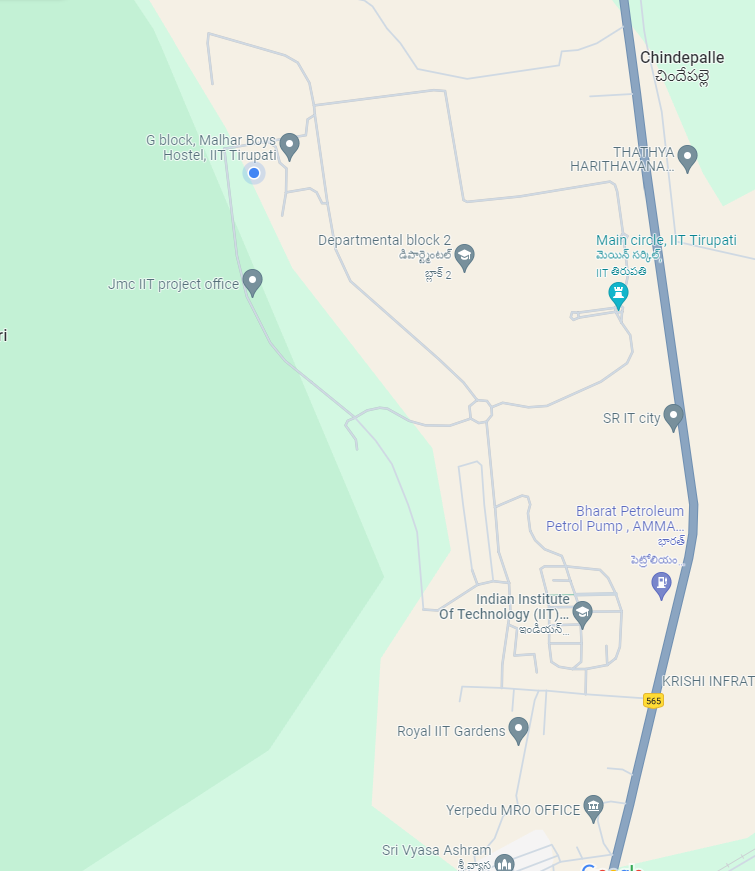 Chindepalle
చిందేపల్లె
G block, Malhar Boys
Hostel, IIT Tirupati
THATHYA
HARITHAVANA...
Departmental block 2
డిపార్ట్మెంటల్
బ్లాక్ 2
Main circle, IIT Tirupati
మెయిన్ సర్కిల్,
IIT తిరుపతి
Jmc IIT project office
ri
SR IT city
Bharat Petroleum
Petrol Pump , AMMA...
భారత్
పెట్రోలియం...
Indian Institute
Of Technology (IIT)...
ఇండియన్...
KRISHI INFRAT
565
Royal IIT Gardens
Yerpedu MRO OFFICE
Sri Vyasa Ashram
శ్రీ వ్యాస
Google